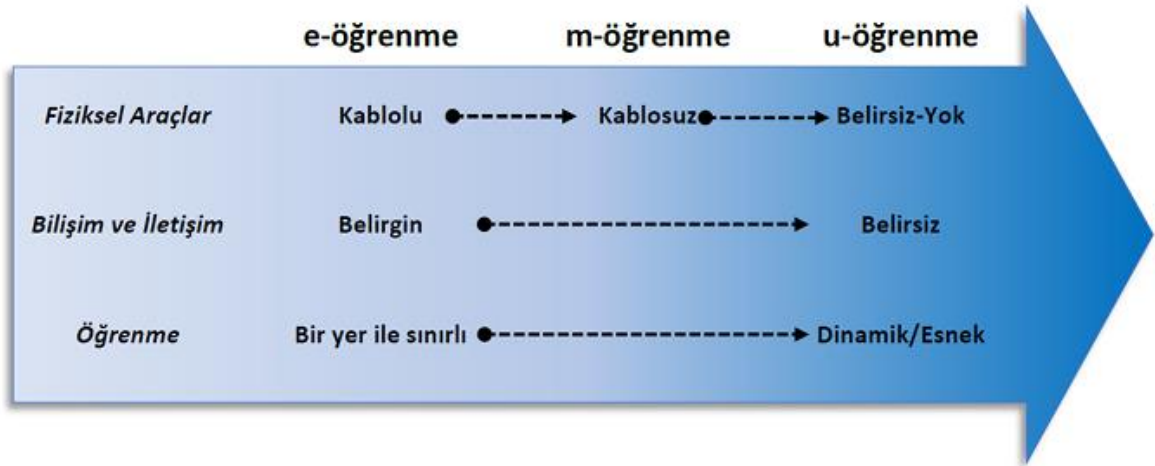 e-öğrenme m-öğrenme u-öğrenme
Fiziksel Araçlar Kablolu Kablosuz Belirsiz-Yok
Bilişim ve İletişim Belirgin Belirsiz
Öğrenme Bir yer ile sınırlı Dinamik/Esnek